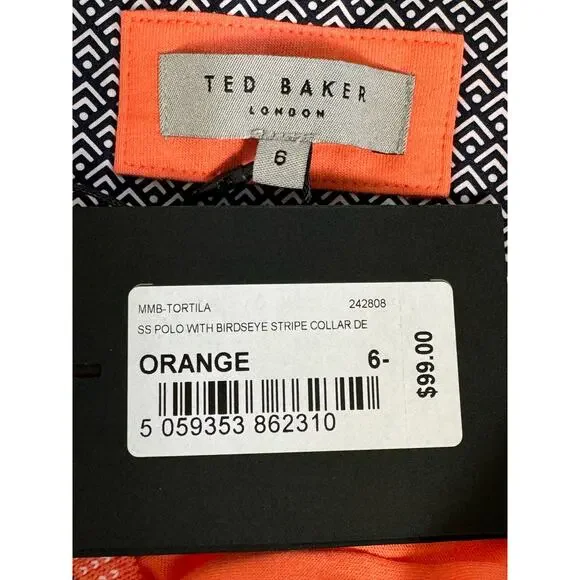 TED BAKER
LONDON
6
MMB-TORTILA 242808
SS POLO WITH BIRDSEYE STRIPE COLLAR DE
ORANGE 6-
$99.00
5 059353 862310